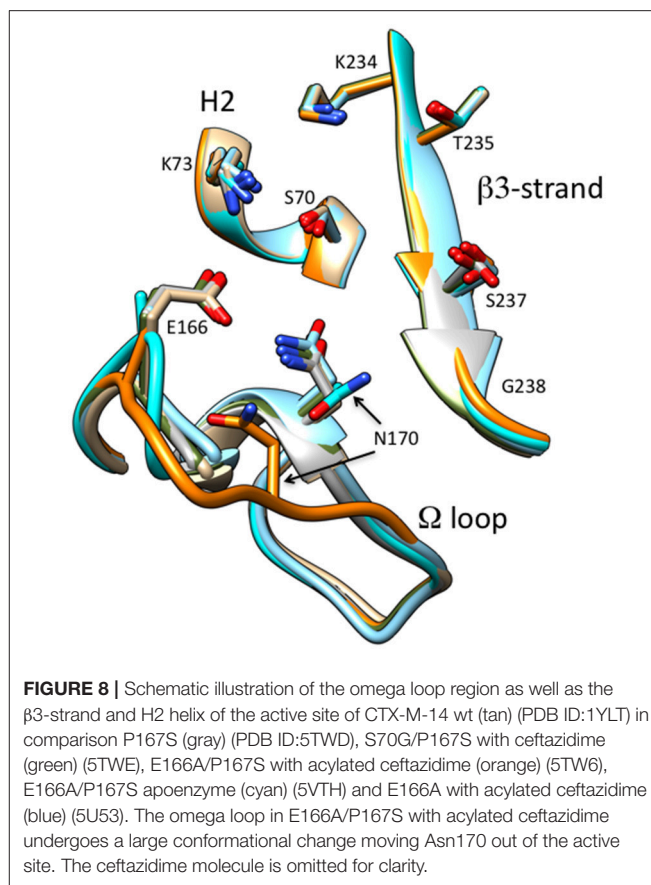 K234
H2
T235
K73
β3-strand
S70
S237
E166
G238
N170
Ω loop
FIGURE 8 | Schematic illustration of the omega loop region as well as the
β3-strand and H2 helix of the active site of CTX-M-14 wt (tan) (PDB ID:1YLT) in
comparison P167S (gray) (PDB ID:5TWD), S70G/P167S with ceftazidime
(green) (5TWE), E166A/P167S with acylated ceftazidime (orange) (5TW6),
E166A/P167S apoenzyme (cyan) (5VTH) and E166A with acylated ceftazidime
(blue) (5U53). The omega loop in E166A/P167S with acylated ceftazidime
undergoes a large conformational change moving Asn170 out of the active
site. The ceftazidime molecule is omitted for clarity.